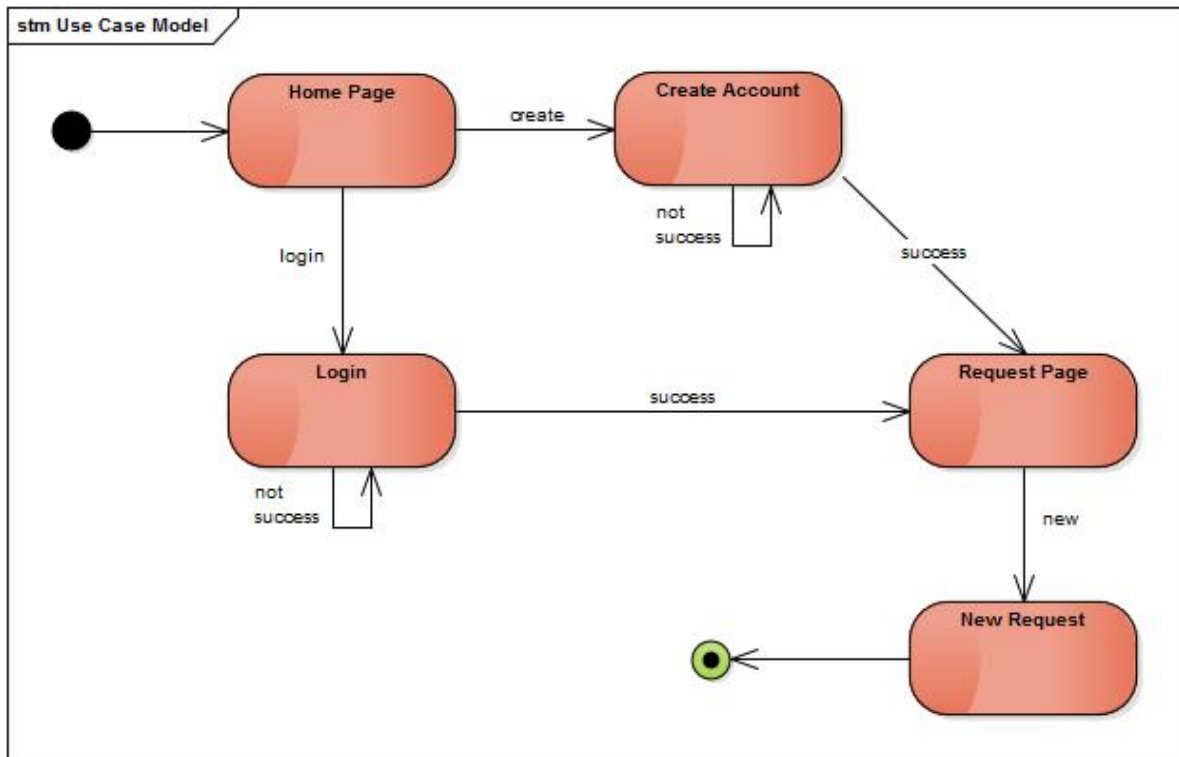 stm Use Case Model
Home Page
Create Account
create
not
success
login
success
Login
Request Page
success
not
success
new
New Request